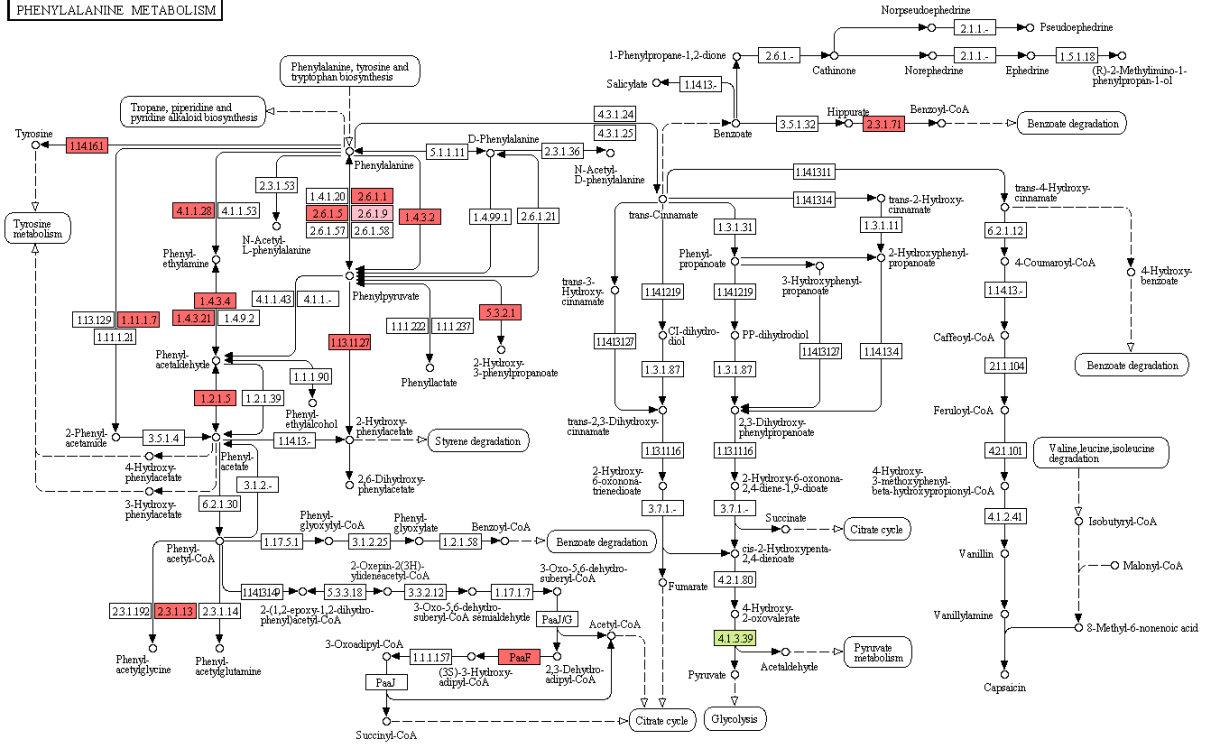 PHENYLALANINE METABOLISM
Norpseudoephedrine
2.1.1.-
Pseudoephedrine
1-Phenylpropane-1,2-dione
2.6.1.-
Cathinone
2.1.1.-
Norephedrine
Ephedrine
1.5.1.18
(R)-2-Methylimino-1-
phenylpropan-1-ol
Phenylalanine, tyrosine and
tryptophan biosynthesis
Salicylate
1.14.13.-
Tropane, piperidine and
pyridine alkaloid biosynthesis
4.3.1.24
4.3.1.25
Benzoate
3.5.1.32
Hippurate
2.3.1.71
Benzoyl-CoA
Benzoate degradation
Tyrosine
1.14.16.1
Phenylalanine
5.1.1.11
D-Phenylalanine
2.3.1.36
N-Acetyl-
D-phenylalanine
1.14.13.11
2.3.1.53
1.4.1.20
2.6.1.1
2.6.1.5
2.6.1.9
2.6.1.57
2.6.1.58
1.4.3.2
1.4.99.1
2.6.1.21
1.14.13.14
trans-2-Hydroxy-
cinnamate
trans-4-Hydroxy-
cinnamate
4.1.1.28
4.1.1.53
trans-Cinnamate
Tyrosine
metabolism
N-Acetyl-
L-phenylalanine
1.3.1.31
1.3.1.11
6.2.1.12
Phenyl-
ethylamine
Phenyl-
propanoate
2-Hydroxyphenyl-
propanoate
4-Coumaroyl-CoA
4-Hydroxy-
benzoate
3-Hydroxyphenyl-
propanoate
Phenylpyruvate
trans-3-
Hydroxy-
cinnamate
1.14.12.19
1.14.12.19
1.14.13.-
1.4.3.4
1.4.3.21
1.4.9.2
4.1.1.43
4.1.1.-
1.13.12.9
1.11.1.7
1.11.1.21
1.1.1.222
1.1.1.237
5.3.2.1
1.13.11.27
CI-dihydro-
diol
PP-dihydrodiol
1.14.13.127
1.14.13.127
1.14.13.4
Caffeoyl-CoA
Phenyl-
acetaldehyde
1.1.1.90
Phenyllactate
2-Hydroxy-
3-phenylpropanoate
1.3.1.87
1.3.1.87
2.1.1.104
Benzoate degradation
1.2.1.5
1.2.1.39
Phenyl-
ethylalcohol
trans-2,3-Dihydroxy-
cinnamate
2,3-Dihydroxy-
phenylpropanoate
Feruloyl-CoA
2-Phenyl-
acetamide
3.5.1.4
1.14.13.-
2-Hydroxy-
phenylacetate
Styrene degradation
1.13.11.16
1.13.11.16
4.2.1.101
Valine, leucine, isoleucine
degradation
4-Hydroxy-
phenylacetate
Phenyl-
acetate
2,6-Dihydroxy-
phenylacetate
2-Hydroxy-
6-oxonona-
trienedioate
2-Hydroxy-6-oxonona-
2,4-diene-1,9-dioate
4-Hydroxy-
3-methoxyphenyl-
beta-hydroxypropionyl-CoA
3-Hydroxy-
phenylacetate
3.1.2.-
6.2.1.30
3.7.1.-
3.7.1.-
Succinate
Citrate cycle
4.1.2.41
Isobutyryl-CoA
Phenyl-
acetyl-CoA
1.17.5.1
Phenyl-
glyoxylyl-CoA
3.1.2.25
Phenyl-
glyoxylate
1.2.1.58
Benzoyl-CoA
Benzoate degradation
cis-2-Hydroxypenta-
2,4-dienoate
Vanillin
Malonyl-CoA
1.14.13.149
2-(1,2-epoxy-1,2-dihydro-
phenyl)acetyl-CoA
5.3.3.18
2-Oxepin-2(3H)-
ylideneacetyl-CoA
3.3.2.12
3-Oxo-5,6-dehydro-
suberyl-CoA semialdehyde
1.17.1.7
3-Oxo-5,6-dehydro-
suberyl-CoA
Fumarate
4.2.1.80
2.3.1.192
2.3.1.13
2.3.1.14
PaaJ/G
Acetyl-CoA
4-Hydroxy-
2-oxovalerate
Vanillylamine
8-Methyl-6-nonenoic acid
4.1.3.39
Phenyl-
acetylglycine
Phenyl-
acetylglutamine
3-Oxoadipyl-CoA
1.1.1.157
(3S)-3-Hydroxy-
adipyl-CoA
PaaF
2,3-Dehydro-
adipyl-CoA
Acetaldehyde
Pyruvate
metabolism
PaaJ
Pyruvate
Capsaicin
Succinyl-CoA
Citrate cycle
Glycolysis